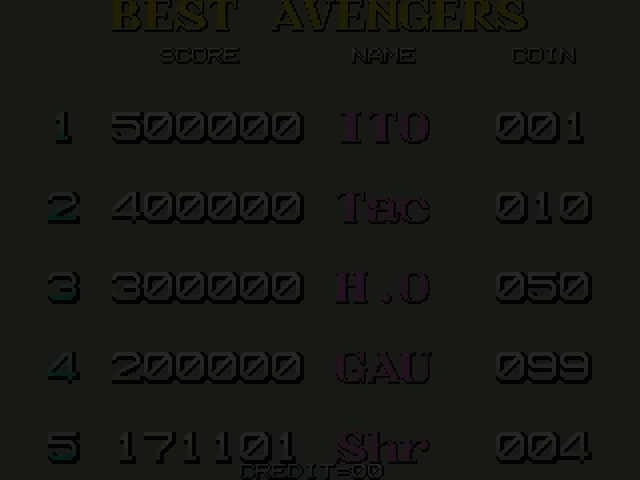 BEST AVENGERS
SCORE NAME COIN
1 500000 ITO 001
2 400000 Tac 010
3 300000 H.O 050
4 200000 GAU 099
5 171101 Shr 004
CREDIT=00